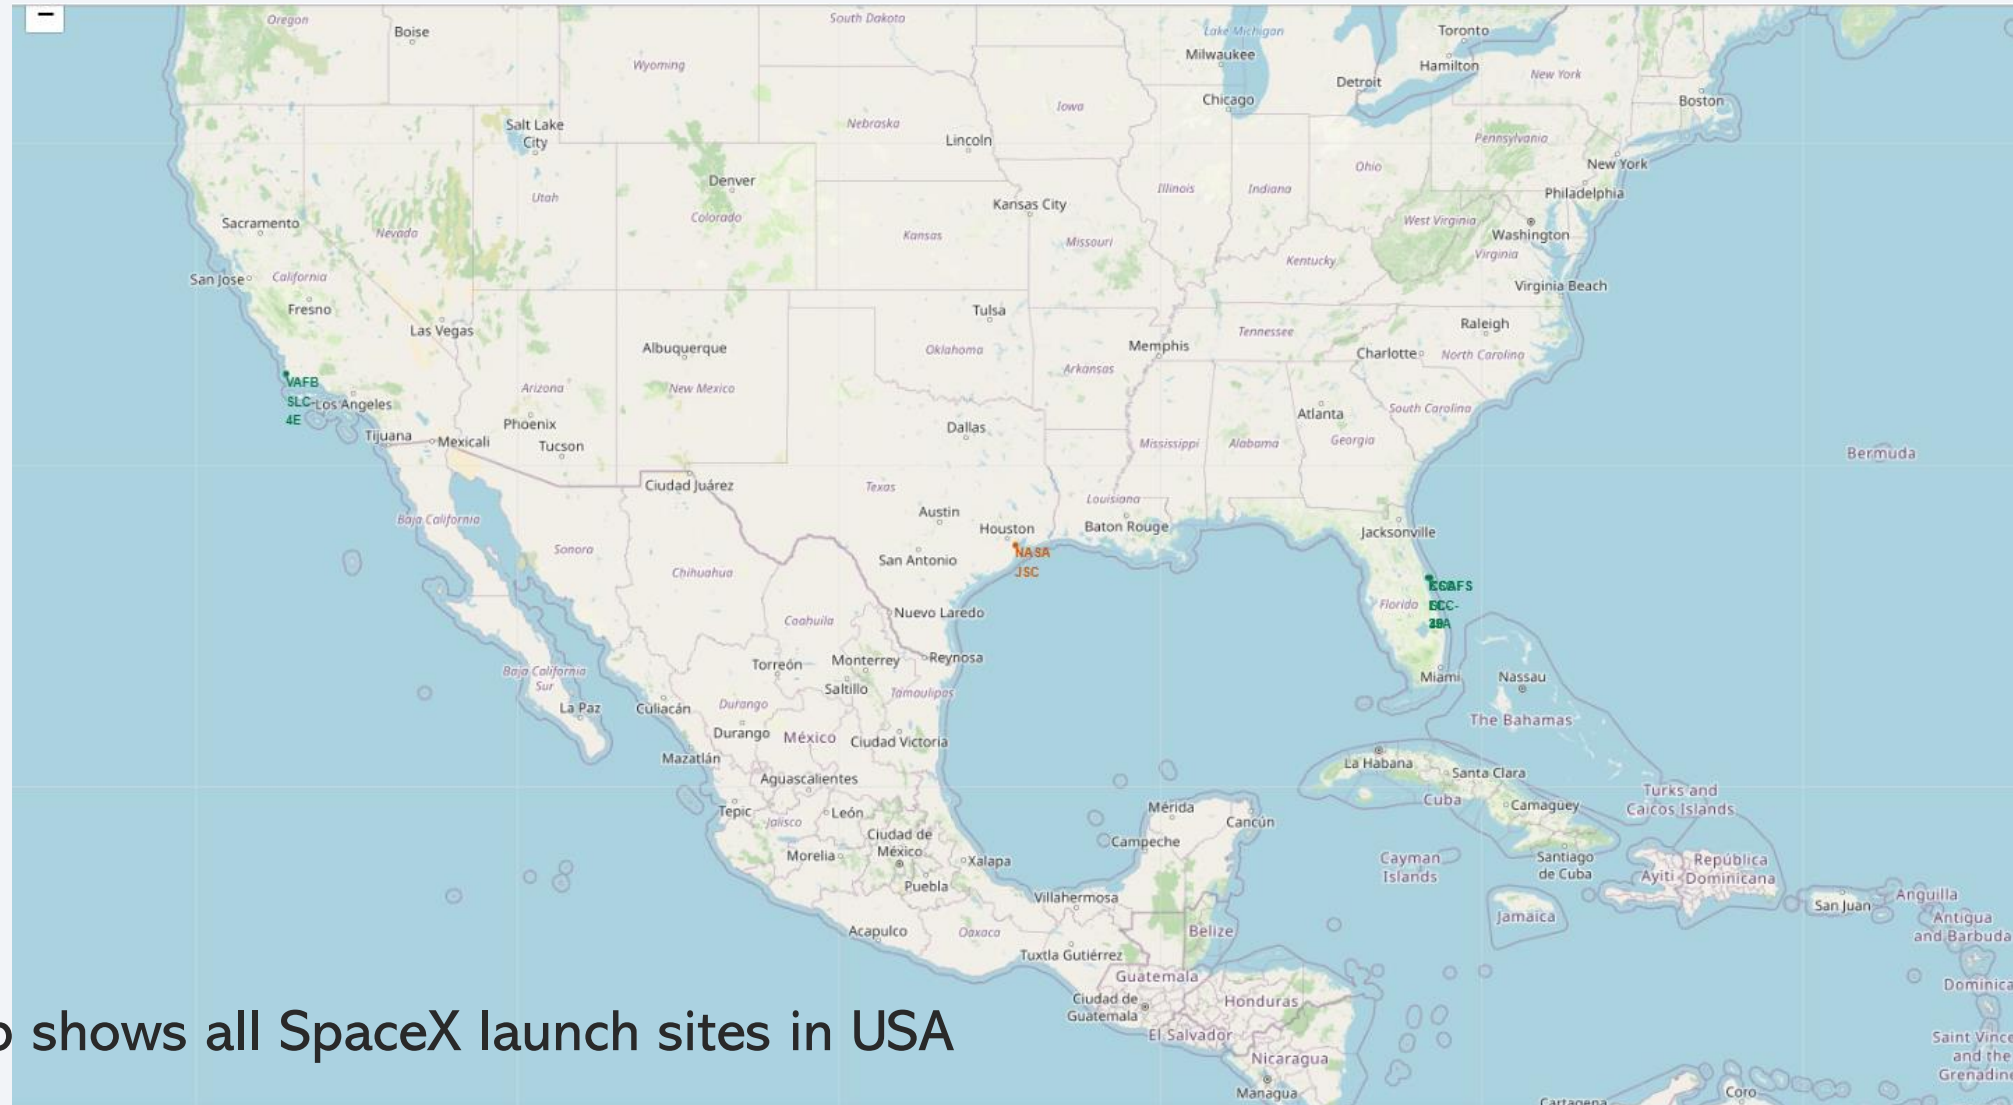 −
Oregon
Boise
South Dakota
Lake Michigan
Toronto
Milwaukee
Wyoming
Hamilton
New York
Detroit
Chicago
Boston
Iowa
Salt Lake
City
Nebraska
Lincoln
Pennsylvania
New York
Ohio
Denver
Illinois
Indiana
Philadelphia
Utah
Kansas City
Colorado
West Virginia
Sacramento
Nevada
Kansas
Missouri
Washington
Virginia
Kentucky
San Jose
California
Virginia Beach
Fresno
Tulsa
Raleigh
Las Vegas
Tennessee
Albuquerque
Oklahoma
Memphis
Charlotte
North Carolina
Arkansas
VAFB
SLC-
4E
Los Angeles
Arizona
New Mexico
South Carolina
Atlanta
Phoenix
Dallas
Tijuana
Mexicali
Tucson
Mississippi
Alabama
Georgia
Bermuda
Ciudad Juárez
Texas
Louisiana
Austin
Houston
Baton Rouge
Baja California
Jacksonville
Sonora
NASA
JSC
San Antonio
Chihuahua
Florida
Nuevo Laredo
Coahuila
Reynosa
Torreón
Monterrey
Baja California
Sur
Saltillo
Tamaulipas
Miami
Nassau
La Paz
Culiacán
Durango
The Bahamas
Durango
México
Ciudad Victoria
Mazatlán
La Habana
Santa Clara
Aguascalientes
Turks and
Caicos Islands
Cuba
Camagüey
Tepic
Jalisco
León
Mérida
Cancún
Ciudad de
México
Campeche
Morelia
Xalapa
Cayman
Islands
Santiago
de Cuba
República
Dominicana
Ayiti
Puebla
Villahermosa
Anguilla
San Juan
Jamaica
Antigua
and Barbuda
Acapulco
Oaxaca
Belize
Tuxtla Gutiérrez
Guatemala
Dominica
Ciudad de
Guatemala
Honduras
shows all SpaceX launch sites in USA
El Salvador
Saint Vince
and the
Grenadine
Nicaragua
Managua
Coro